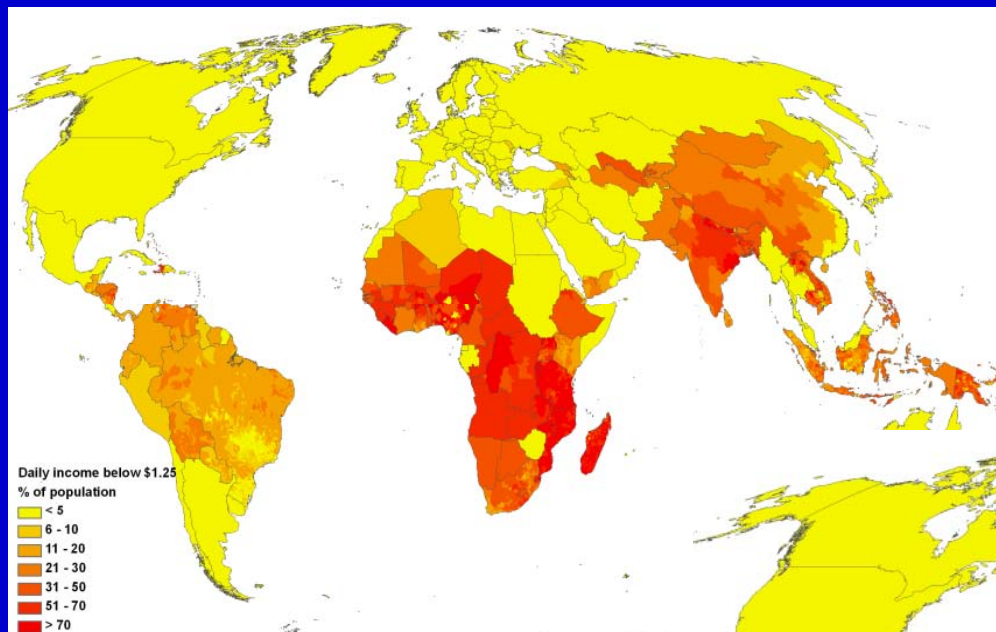 Daily income below $1.25
% of population
< 5
6 - 10
11 - 20
21 - 30
31 - 50
51 - 70
> 70